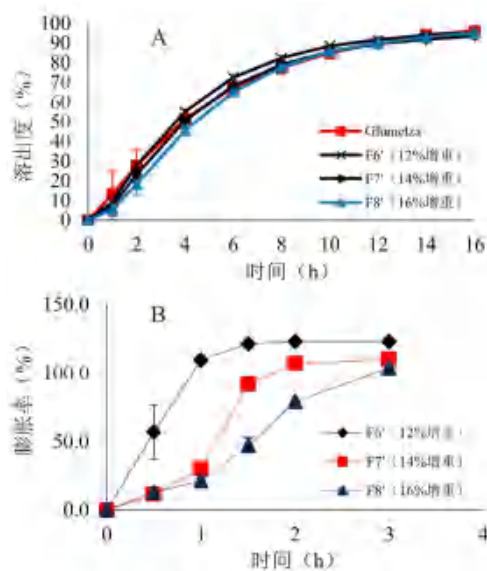 A
溶出度（%）
100
90
80
70
60
50
40
30
20
10
0
Glumetza
F6'（12%增重）
F7'（14%增重）
F8'（16%增重）
0 2 4 6 8 10 12 14 16
时间（h）
B
膨胀率（%）
150.0
100.0
50.0
0.0
F6'（12%增重）
F7'（14%增重）
F8'（16%增重）
0 1 2 3 4
时间（h）